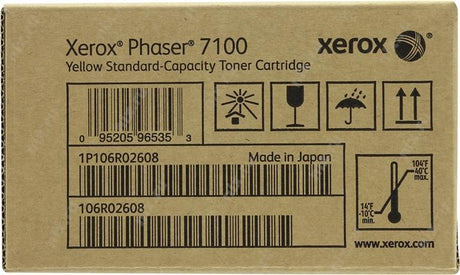 Xerox® Phaser® 7100
Yellow Standard-Capacity Toner Cartridge
xerox
0 95205 96535 3
1P106R02608
Made in Japan
106R02608
104°F
40°C
max.
14°F
-10°C
min.
www.xerox.com